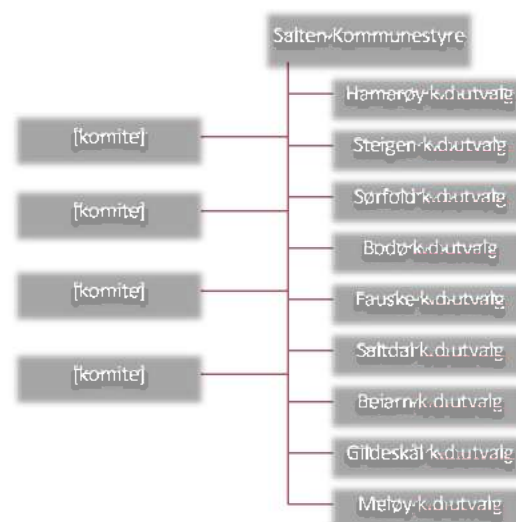 Salten Kommunestyre
Hamarøy k.d.utvalg
[komite]
Steigen k.d.utvalg
[komite]
Sørfold k.d.utvalg
Bodø k.d.utvalg
[komite]
Fauske k.d.utvalg
[komite]
Saltdal k.d.utvalg
Beiarn k.d.utvalg
Gildeskål k.d.utvalg
Meløy k.d.utvalg